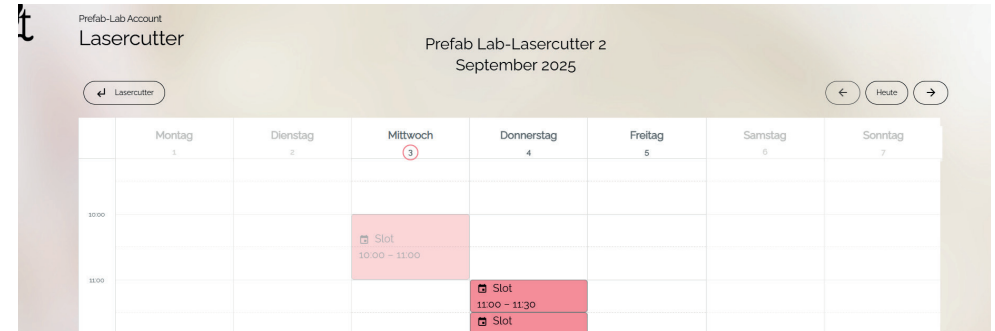 Prefab-Lab Account
Lasercutter
Prefab Lab-Lasercutter 2
September 2025
Lasercutter
Heute
Montag Dienstag Mittwoch Donnerstag Freitag Samstag Sonntag
1 2 3 4 5 6 7
10:00
Slot
10:00 – 11:00
11:00
Slot
11:00 – 11:30
Slot